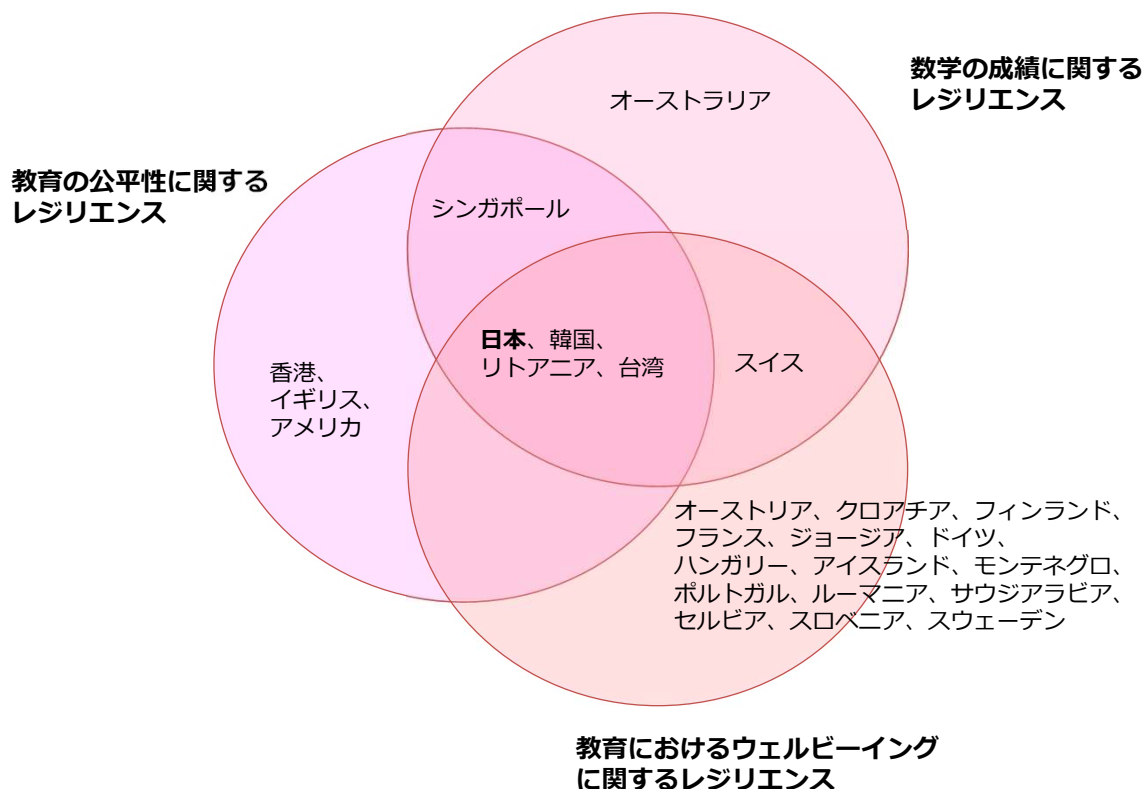 数学の成績に関する
レジリエンス
オーストラリア
教育の公平性に関する
レジリエンス
シンガポール
日本、韓国、
リトアニア、台湾
スイス
香港、
イギリス、
アメリカ
オーストリア、クロアチア、フィンランド、
フランス、ジョージア、ドイツ、
ハンガリー、アイスランド、モンテネグロ、
ポルトガル、ルーマニア、サウジアラビア、
セルビア、スロベニア、スウェーデン
教育におけるウェルビーイング
に関するレジリエンス